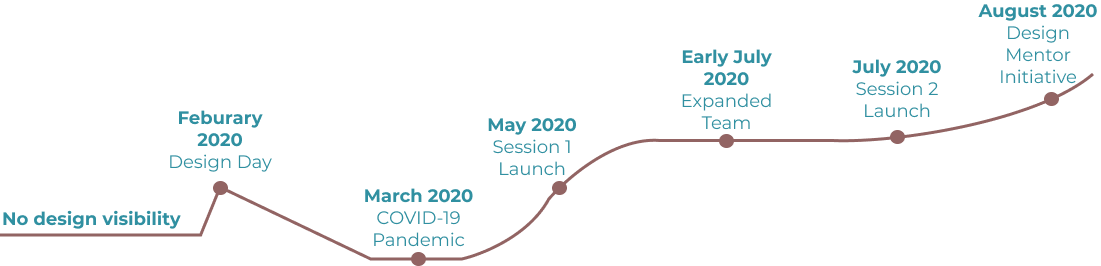 No design visibility
Feburary
2020
Design Day
March 2020
COVID-19
Pandemic
May 2020
Session 1
Launch
Early July
2020
Expanded
Team
July 2020
Session 2
Launch
August 2020
Design
Mentor
Initiative